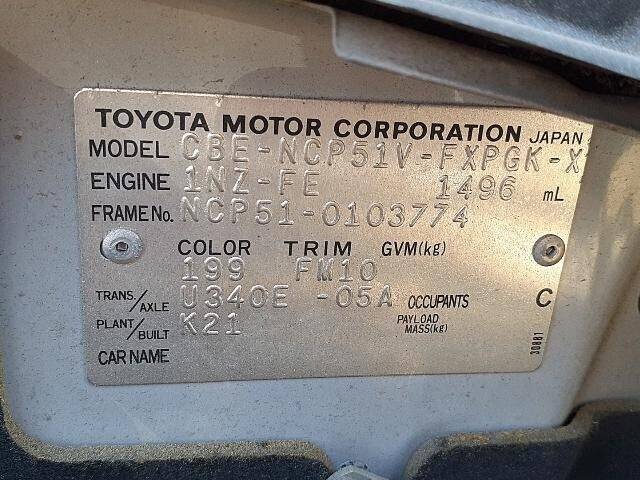 TOYOTA MOTOR CORPORATION JAPAN
MODEL CBE-NCP51V-FXPGK-X
ENGINE 1NZ-FE 1496 mL
FRAME No. NCP51-0103774
COLOR TRIM GVM(kg)
199 FM10
TRANS./AXLE U340E -05A OCCUPANTS C
PLANT/BUILT K21 PAYLOAD MASS(kg)
CAR NAME
30881